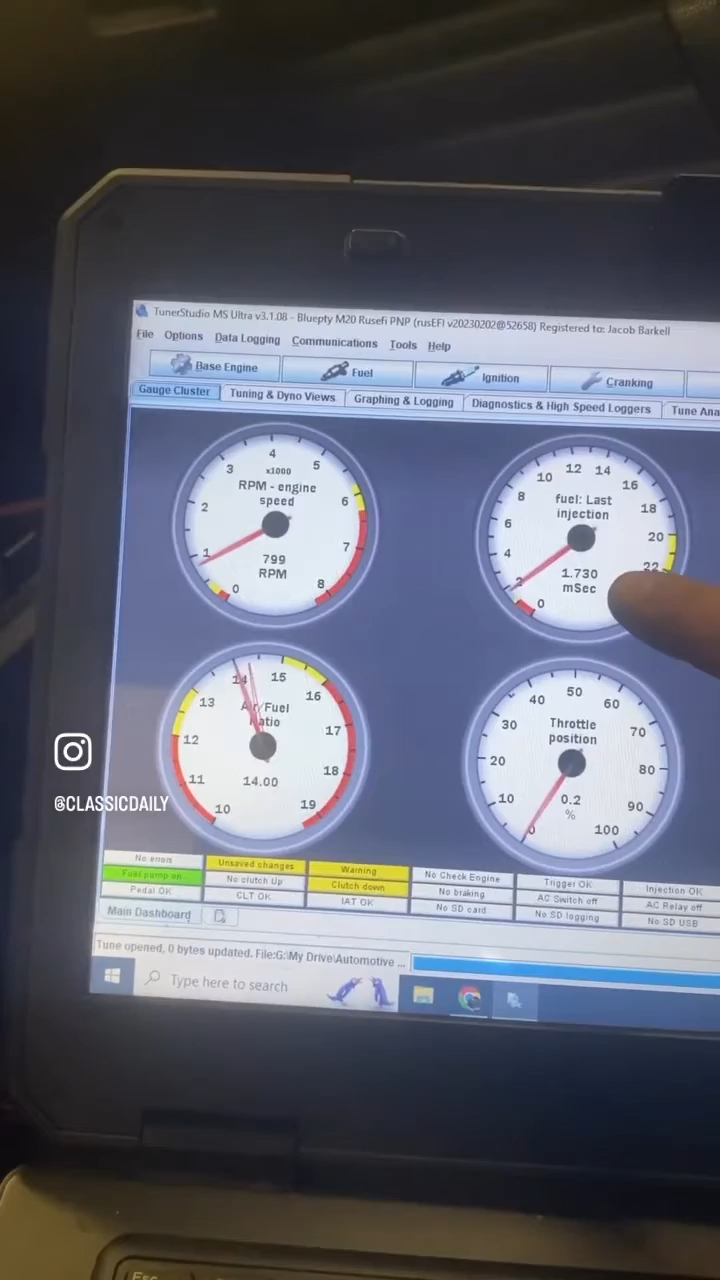 TunerStudio MS Ultra v3.1.08 - Bluepty M20 Rusefi PNP (rusEFI v20230202@52658) Registered to: Jacob Barkell
File Options Data Logging Communications Tools Help
Base Engine Fuel Ignition Cranking
Gauge Cluster Tuning & Dyno Views Graphing & Logging Diagnostics & High Speed Loggers Tune Ana
0 1 2 3 4 5 6 7 8
x1000
RPM - engine
speed
799
RPM
0 2 4 6 8 10 12 14 16 18 20 22
fuel: Last
injection
1.730
mSec
10 11 12 13 14 15 16 17 18 19
Air/Fuel
Ratio
14.00
0 10 20 30 40 50 60 70 80 90 100
Throttle
position
0.2
%
@CLASSICDAILY
No errors Unsaved changes Warning No Check Engine Trigger OK Injection OK
Fuel pump on No clutch Up Clutch down No braking AC Switch off AC Relay off
Pedal OK CLT OK IAT OK No SD card No SD logging No SD USB
Main Dashboard
Tune opened, 0 bytes updated. File:G:\My Drive\Automotive ...
Type here to search
Esc